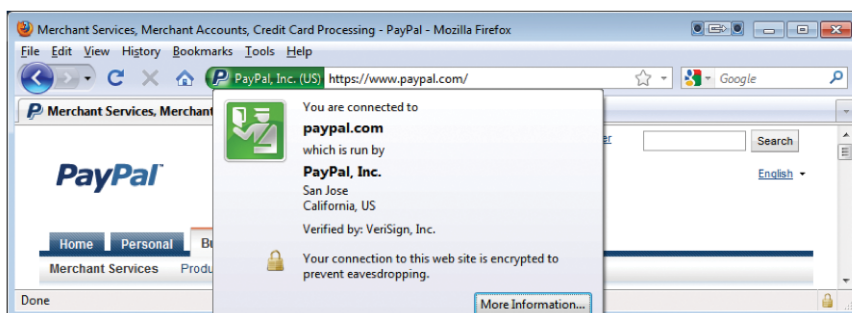 Merchant Services, Merchant Accounts, Credit Card Processing - PayPal - Mozilla Firefox
File Edit View History Bookmarks Tools Help
PayPal, Inc. (US) https://www.paypal.com/ Google
Merchant Services, Merchant
You are connected to
paypal.com
which is run by
PayPal, Inc.
San Jose
California, US
Verified by: VeriSign, Inc.
Your connection to this web site is encrypted to
prevent eavesdropping.
More Information...
er Search
PayPal
English
Home Personal Bu
Merchant Services Produ
Done